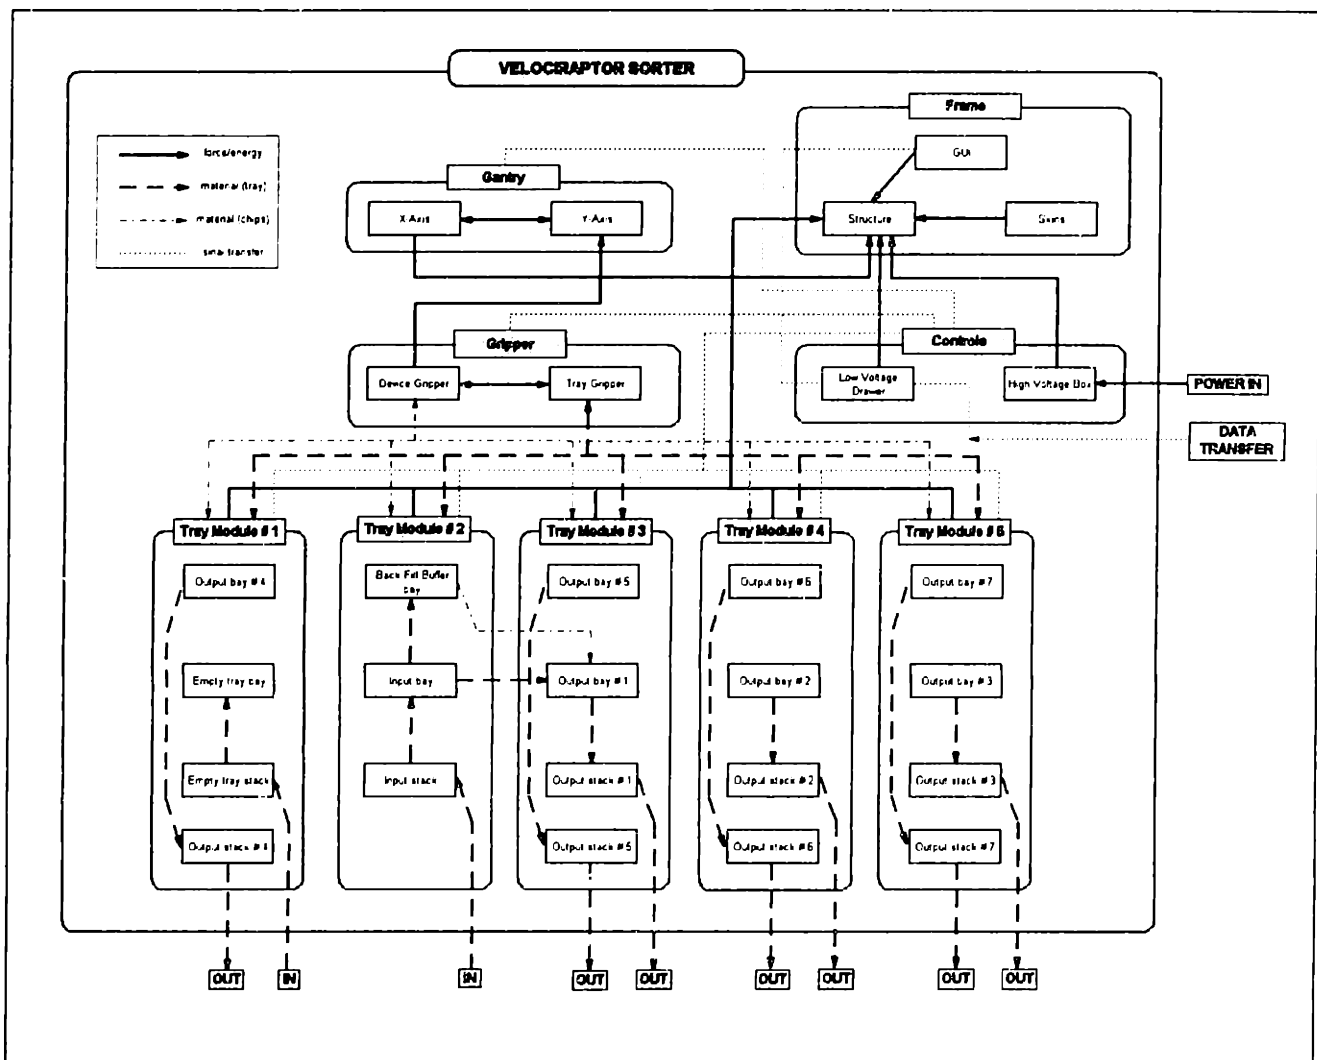 VELOCIRAPTOR SORTER
Frame
GUI
Structure
Skins
force/energy
material (tray)
material (chips)
sinal transfer
Gantry
X-Axis
Y-Axis
Gripper
Device Gripper
Tray Gripper
Controls
Low Voltage
Drawer
High Voltage Box
POWER IN
DATA
TRANSFER
Tray Module # 1
Output bay # 4
Empty tray bay
Empty tray stack
Output stack # 4
Tray Module # 2
Back Fill Buffer
bay
Input bay
Input stack
Tray Module # 3
Output bay # 5
Output bay # 1
Output stack # 1
Output stack # 5
Tray Module # 4
Output bay # 6
Output bay # 2
Output stack # 2
Output stack # 6
Tray Module # 5
Output bay # 7
Output bay # 3
Output stack # 3
Output stack # 7
OUT
IN
IN
OUT
OUT
OUT
OUT
OUT
OUT